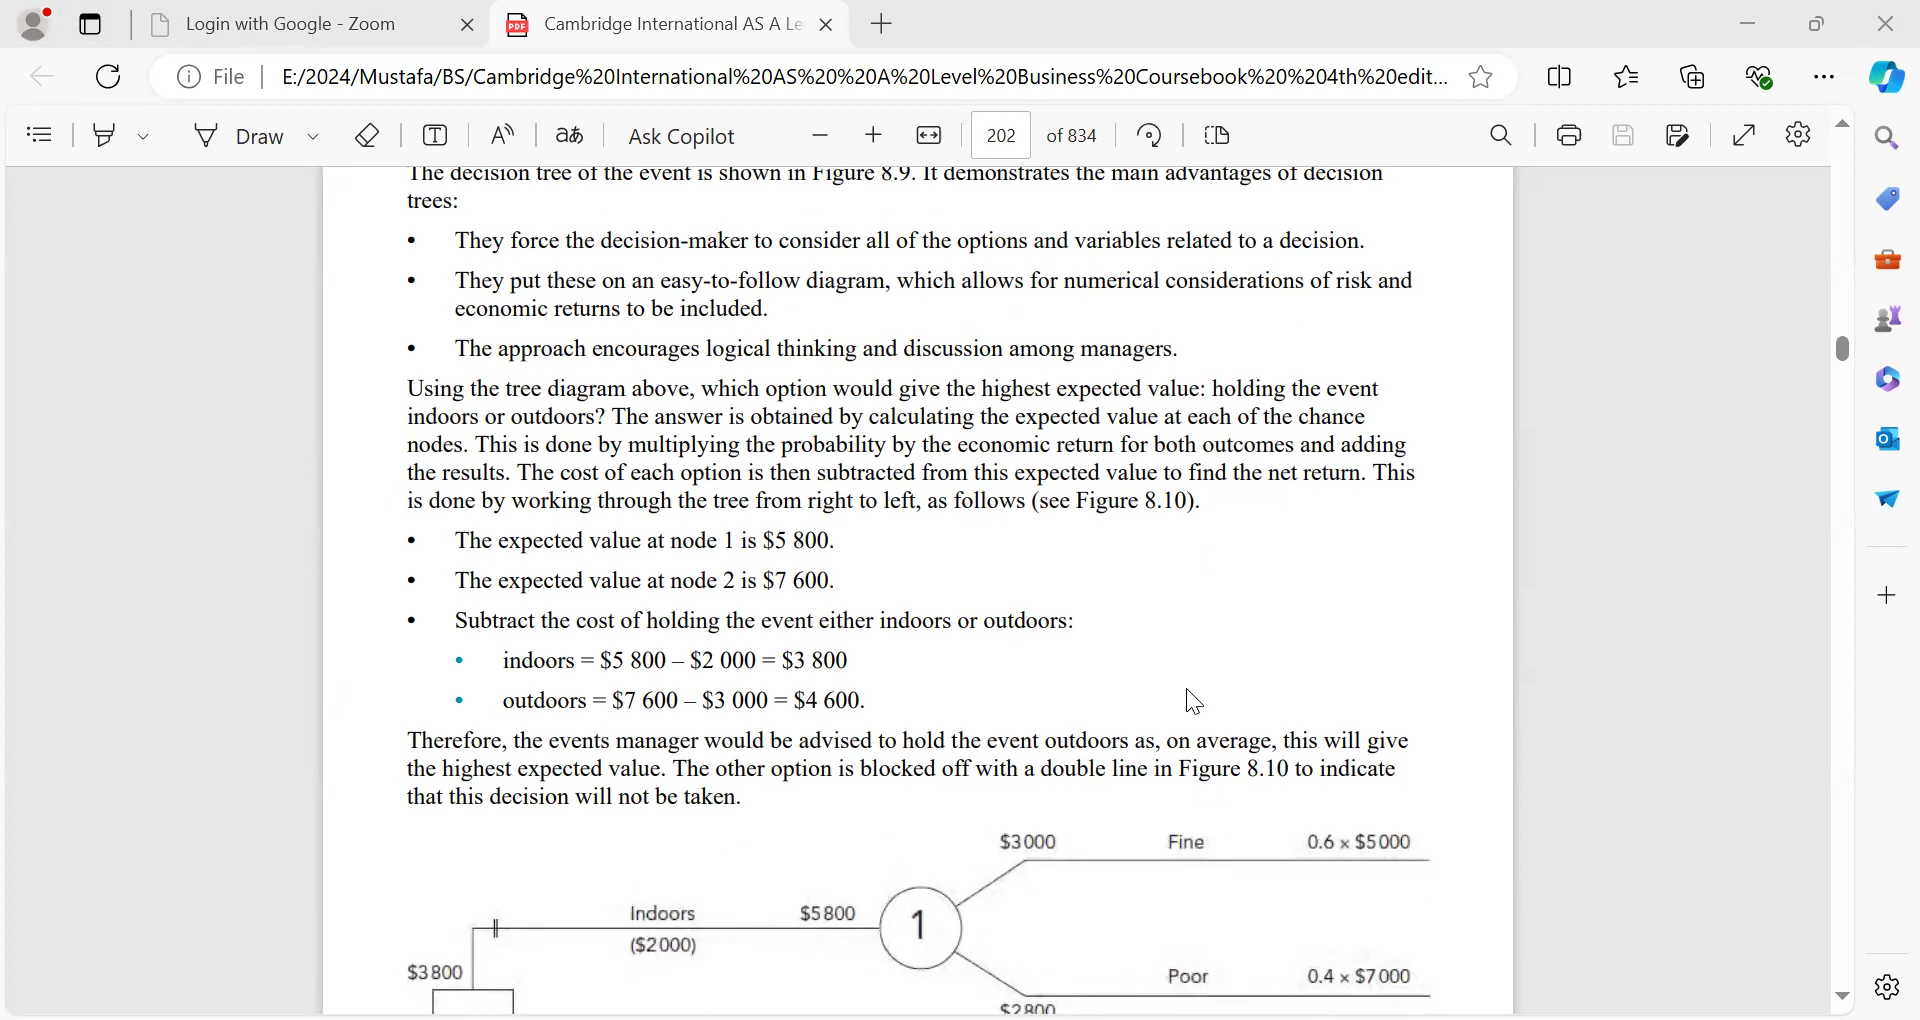 Login with Google - Zoom
Cambridge International AS A Le
File
E:/2024/Mustafa/BS/Cambridge%20International%20AS%20%20A%20Level%20Business%20Coursebook%20%204th%20edit...
Draw
Ask Copilot
202 of 834
The decision tree of the event is shown in Figure 8.9. It demonstrates the main advantages of decision
trees:
• They force the decision-maker to consider all of the options and variables related to a decision.
• They put these on an easy-to-follow diagram, which allows for numerical considerations of risk and
economic returns to be included.
• The approach encourages logical thinking and discussion among managers.
Using the tree diagram above, which option would give the highest expected value: holding the event
indoors or outdoors? The answer is obtained by calculating the expected value at each of the chance
nodes. This is done by multiplying the probability by the economic return for both outcomes and adding
the results. The cost of each option is then subtracted from this expected value to find the net return. This
is done by working through the tree from right to left, as follows (see Figure 8.10).
• The expected value at node 1 is $5 800.
• The expected value at node 2 is $7 600.
• Subtract the cost of holding the event either indoors or outdoors:
• indoors = $5 800 – $2 000 = $3 800
• outdoors = $7 600 – $3 000 = $4 600.
Therefore, the events manager would be advised to hold the event outdoors as, on average, this will give
the highest expected value. The other option is blocked off with a double line in Figure 8.10 to indicate
that this decision will not be taken.
$3000 Fine 0.6 × $5000
Indoors $5800 1
($2000)
$3800
Poor 0.4 × $7000
$2800